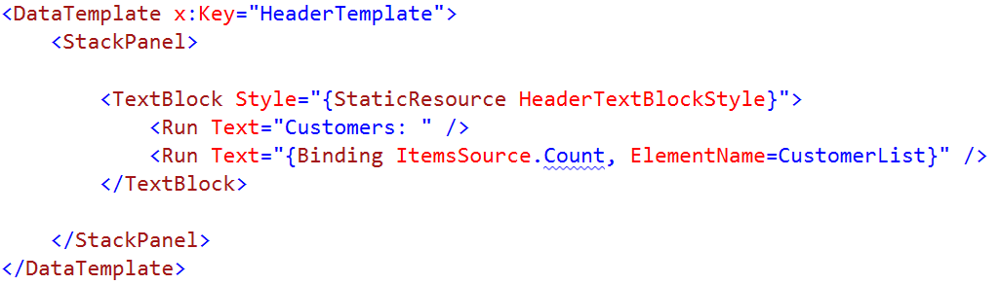 <DataTemplate x:Key="HeaderTemplate">
    <StackPanel>

        <TextBlock Style="{StaticResource HeaderTextBlockStyle}">
            <Run Text="Customers: " />
            <Run Text="{Binding ItemsSource.Count, ElementName=CustomerList}" />
        </TextBlock>

    </StackPanel>
</DataTemplate>